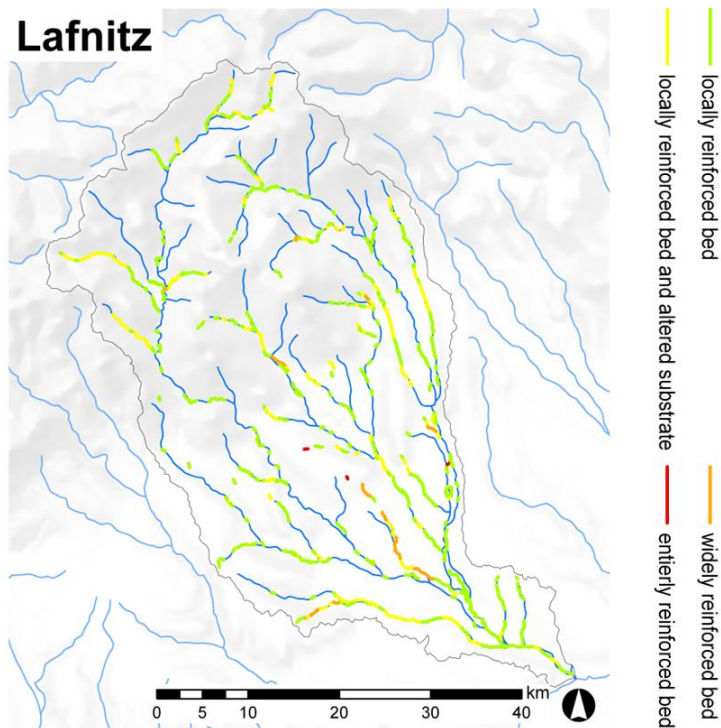 Lafnitz
locally reinforced bed
locally reinforced bed and altered substrate
widely reinforced bed
entierly reinforced bed
km
0 5 10 20 30 40